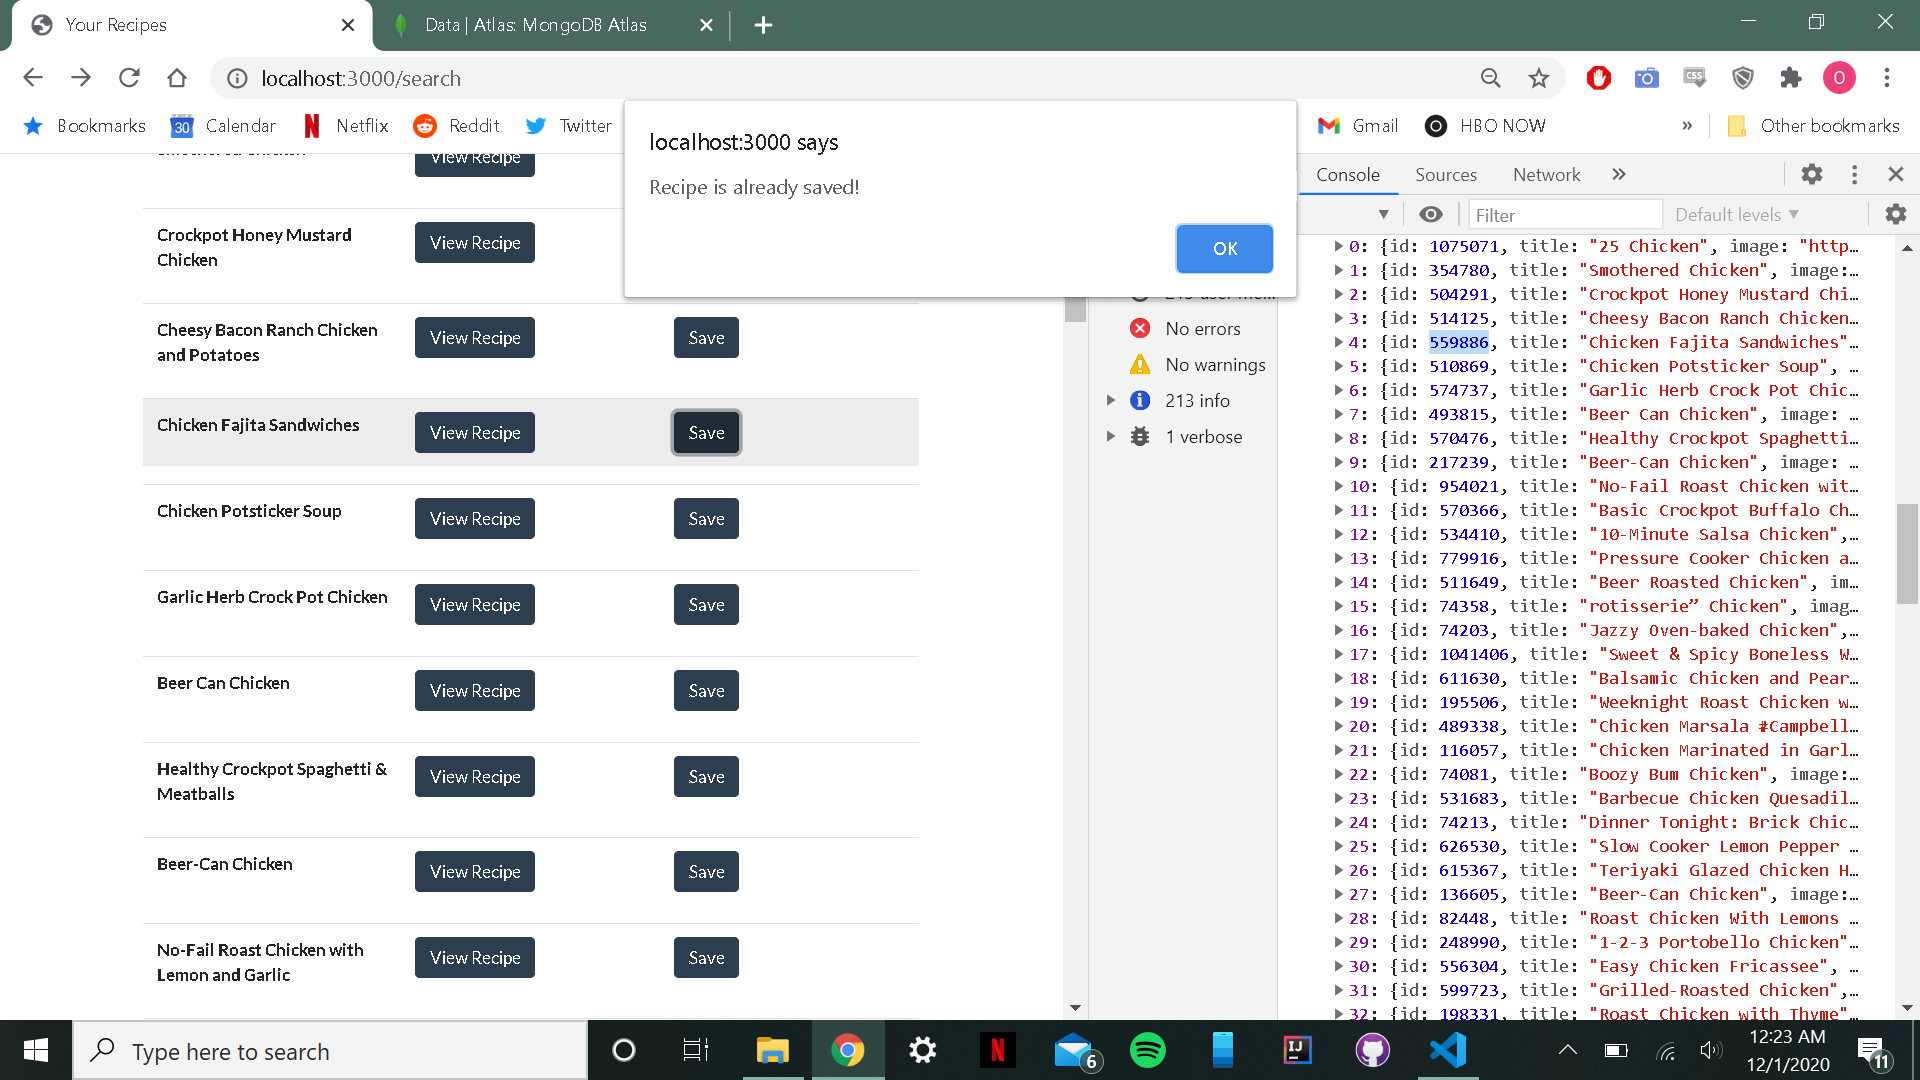 Your Recipes
Data | Atlas: MongoDB Atlas
localhost:3000/search
Bookmarks
Calendar
30
Netflix
Reddit
Twitter
Gmail
HBO NOW
»
Other bookmarks
CSS
O
localhost:3000 says
Recipe is already saved!
OK
View Recipe
Crockpot Honey Mustard
Chicken
View Recipe
Cheesy Bacon Ranch Chicken
and Potatoes
View Recipe
Save
Chicken Fajita Sandwiches
View Recipe
Save
Chicken Potsticker Soup
View Recipe
Save
Garlic Herb Crock Pot Chicken
View Recipe
Save
Beer Can Chicken
View Recipe
Save
Healthy Crockpot Spaghetti &
Meatballs
View Recipe
Save
Beer-Can Chicken
View Recipe
Save
No-Fail Roast Chicken with
Lemon and Garlic
View Recipe
Save
Console
Sources
Network
»
Filter
Default levels ▼
No errors
No warnings
213 info
1 verbose
0: {id: 1075071, title: "25 Chicken", image: "http…
1: {id: 354780, title: "Smothered Chicken", image:…
2: {id: 504291, title: "Crockpot Honey Mustard Chi…
3: {id: 514125, title: "Cheesy Bacon Ranch Chicken…
4: {id: 559886, title: "Chicken Fajita Sandwiches"…
5: {id: 510869, title: "Chicken Potsticker Soup", …
6: {id: 574737, title: "Garlic Herb Crock Pot Chic…
7: {id: 493815, title: "Beer Can Chicken", image: …
8: {id: 570476, title: "Healthy Crockpot Spaghetti…
9: {id: 217239, title: "Beer-Can Chicken", image: …
10: {id: 954021, title: "No-Fail Roast Chicken wit…
11: {id: 570366, title: "Basic Crockpot Buffalo Ch…
12: {id: 534410, title: "10-Minute Salsa Chicken",…
13: {id: 779916, title: "Pressure Cooker Chicken a…
14: {id: 511649, title: "Beer Roasted Chicken", im…
15: {id: 74358, title: "rotisserie” Chicken", imag…
16: {id: 74203, title: "Jazzy Oven-baked Chicken",…
17: {id: 1041406, title: "Sweet & Spicy Boneless W…
18: {id: 611630, title: "Balsamic Chicken and Pear…
19: {id: 195506, title: "Weeknight Roast Chicken w…
20: {id: 489338, title: "Chicken Marsala #Campbell…
21: {id: 116057, title: "Chicken Marinated in Garl…
22: {id: 74081, title: "Boozy Bum Chicken", image:…
23: {id: 531683, title: "Barbecue Chicken Quesadil…
24: {id: 74213, title: "Dinner Tonight: Brick Chic…
25: {id: 626530, title: "Slow Cooker Lemon Pepper …
26: {id: 615367, title: "Teriyaki Glazed Chicken H…
27: {id: 136605, title: "Beer-Can Chicken", image:…
28: {id: 82448, title: "Roast Chicken With Lemons …
29: {id: 248990, title: "1-2-3 Portobello Chicken"…
30: {id: 556304, title: "Easy Chicken Fricassee", …
31: {id: 599723, title: "Grilled-Roasted Chicken",…
32: {id: 198331, title: "Roast Chicken with Thyme"…
Type here to search
N
6
IJ
12:23 AM
12/1/2020
11